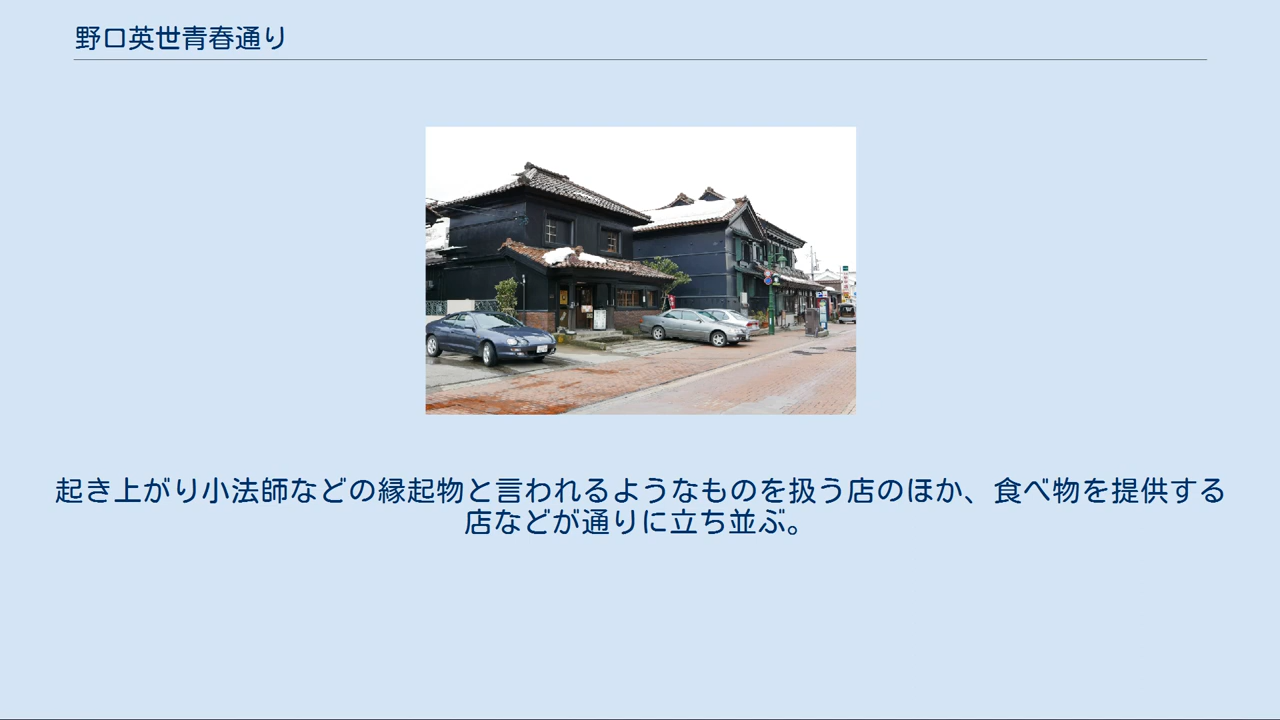 野口英世青春通り
起き上がり小法師などの縁起物と言われるようなものを扱う店のほか、食べ物を提供する
店などが通りに立ち並ぶ。